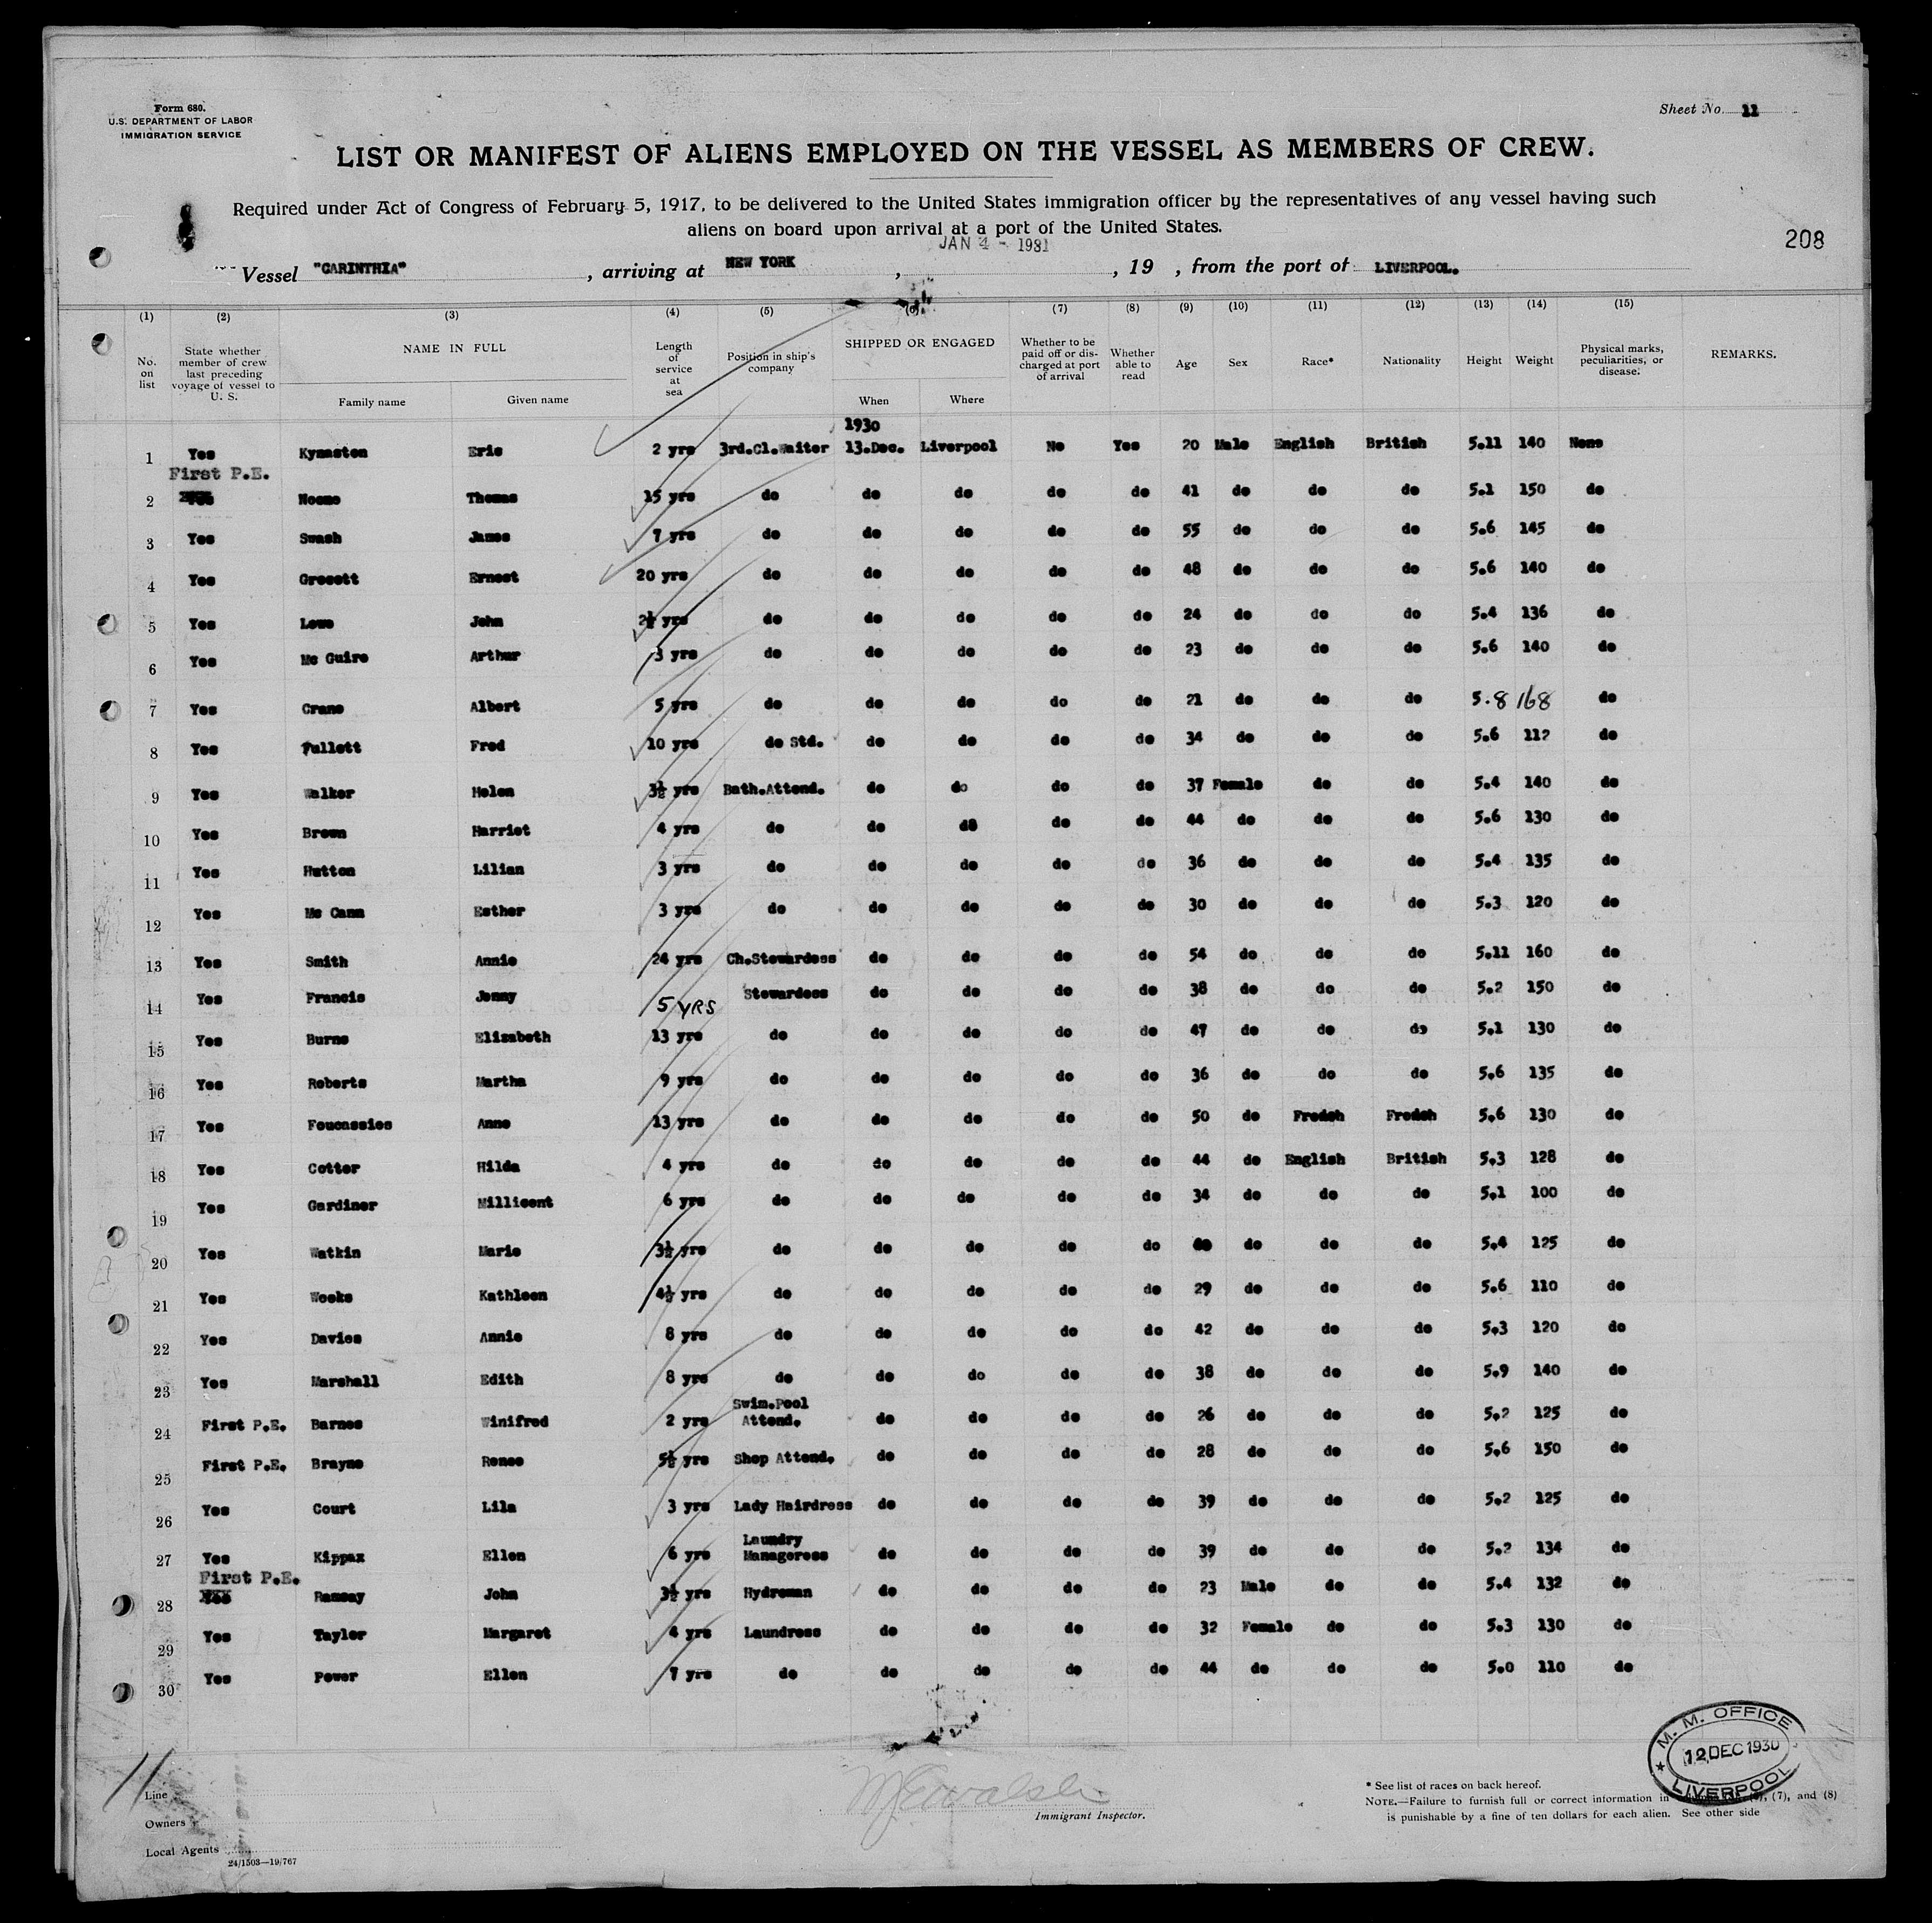 Form 680.
U.S. DEPARTMENT OF LABOR
IMMIGRATION SERVICE
Sheet No. 11
LIST OR MANIFEST OF ALIENS EMPLOYED ON THE VESSEL AS MEMBERS OF CREW.
Required under Act of Congress of February 5, 1917, to be delivered to the United States immigration officer by the representatives of any vessel having such
aliens on board upon arrival at a port of the United States.
JAN 4 - 1931
208
Vessel "CARINTHIA", arriving at NEW YORK, , 19 , from the port of LIVERPOOL.
(1) (2) (3) (4) (5) (6) (7) (8) (9) (10) (11) (12) (13) (14) (15)
No. on list State whether member of crew last preceding voyage of vessel to U. S. NAME IN FULL Family name Given name Length of service at sea Position in ship's company SHIPPED OR ENGAGED When Where Whether to be paid off or discharged at port of arrival Whether able to read Age Sex Race* Nationality Height Weight Physical marks, peculiarities, or disease. REMARKS.
1930
1 Yes Kynaston Eric 2 yrs 3rd.Cl.Waiter 13.Dec. Liverpool No Yes 20 Male English British 5.11 140 None
First P.E.
2 Thomas 15 yrs do do do do do 41 do do do 5.1 150 do
3 Yes Swash James 7 yrs do do do do do 55 do do do 5.6 145 do
4 Yes Grocott Ernest 20 yrs do do do do do 48 do do do 5.6 140 do
5 Yes Lowe John 2½ yrs do do do do do 24 do do do 5.4 136 do
6 Yes Mc Guire Arthur 3 yrs do do do do do 23 do do do 5.6 140 do
7 Yes Crane Albert 5 yrs do do do do do 21 do do do 5.8 168 do
8 Yes Tullett Fred 10 yrs do Std. do do do do 34 do do do 5.6 112 do
9 Yes Walker Helen 3½ yrs Bath.Attend. do do do do 37 Female do do 5.4 140 do
10 Yes Brown Harriet 4 yrs do do do do do 44 do do do 5.6 130 do
11 Yes Hutton Lilian 3 yrs do do do do do 36 do do do 5.4 135 do
12 Yes Mc Cann Esther 3 yrs do do do do do 30 do do do 5.3 120 do
13 Yes Smith Annie 24 yrs Ch.Stewardess do do do do 54 do do do 5.11 160 do
14 Yes Francis Jenny 5 YRS Stewardess do do do do 38 do do do 5.2 150 do
15 Yes Burns Elizabeth 13 yrs do do do do do 47 do do do 5.1 130 do
16 Yes Roberts Martha 9 yrs do do do do do 36 do do do 5.6 135 do
17 Yes Foucassies Anne 13 yrs do do do do do 50 do French French 5.6 130 do
18 Yes Cotter Hilda 4 yrs do do do do do 44 do English British 5.3 128 do
19 Yes Gardiner Millicent 6 yrs do do do do do 34 do do do 5.1 100 do
20 Yes Watkin Marie 3½ yrs do do do do do do do do 5.4 125 do
21 Yes Weeks Kathleen 4½ yrs do do do do do 29 do do do 5.6 110 do
22 Yes Davies Annie 8 yrs do do do do do 42 do do do 5.3 120 do
23 Yes Marshall Edith 8 yrs do do do do do 38 do do do 5.9 140 do
24 First P.E. Barnes Winifred 2 yrs Swim.Pool Attend. do do do do 26 do do do 5.2 125 do
25 First P.E. Brayne Renee 5½ yrs Shop Attend. do do do do 28 do do do 5.6 150 do
26 Yes Court Lila 3 yrs Lady Hairdress do do do do 39 do do do 5.2 125 do
27 Yes Kippax Ellen 6 yrs Laundry Manageress do do do do 39 do do do 5.2 134 do
First P.E.
28 Yes Ramsay John 3½ yrs Hydroman do do do do 23 Male do do 5.4 132 do
29 Yes Taylor Margaret 4 yrs Laundress do do do do 32 Female do do 5.3 130 do
30 Yes Power Ellen 7 yrs do do do do do 44 do do do 5.0 110 do
M. M. OFFICE
12 DEC 1930
LIVERPOOL
11
Line
Owners
Local Agents
24/1503—19/767
Immigrant Inspector.
* See list of races on back hereof.
NOTE.—Failure to furnish full or correct information in (7), and (8)
is punishable by a fine of ten dollars for each alien. See other side